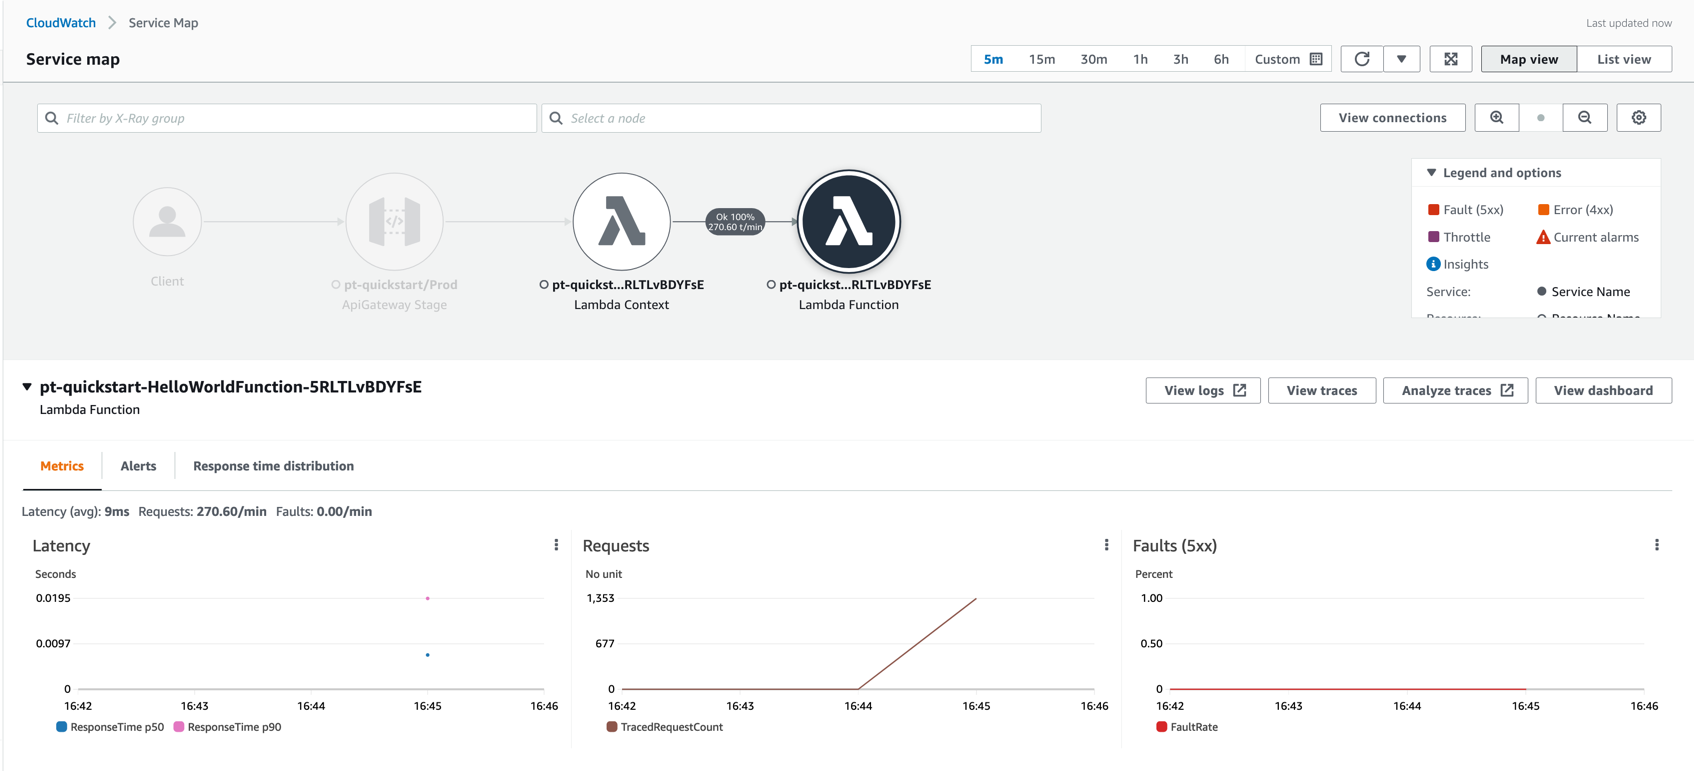 CloudWatch > Service Map
Last updated now
Service map
5m 15m 30m 1h 3h 6h Custom
Map view List view
Filter by X-Ray group
Select a node
View connections
Legend and options
Fault (5xx) Error (4xx)
Throttle Current alarms
Insights
Service: Service Name
Resource: Resource Name
Ok 100%
270.60 t/min
Client
pt-quickstart/Prod
ApiGateway Stage
pt-quickst...RLTLvBDYFsE
Lambda Context
pt-quickst...RLTLvBDYFsE
Lambda Function
pt-quickstart-HelloWorldFunction-5RLTLvBDYFsE
Lambda Function
View logs View traces Analyze traces View dashboard
Metrics Alerts Response time distribution
Latency (avg): 9ms Requests: 270.60/min Faults: 0.00/min
Latency
Seconds
0.0195
0.0097
0
16:42 16:43 16:44 16:45 16:46
ResponseTime p50 ResponseTime p90
Requests
No unit
1,353
677
0
16:42 16:43 16:44 16:45 16:46
TracedRequestCount
Faults (5xx)
Percent
1.00
0.50
0
16:42 16:43 16:44 16:45 16:46
FaultRate